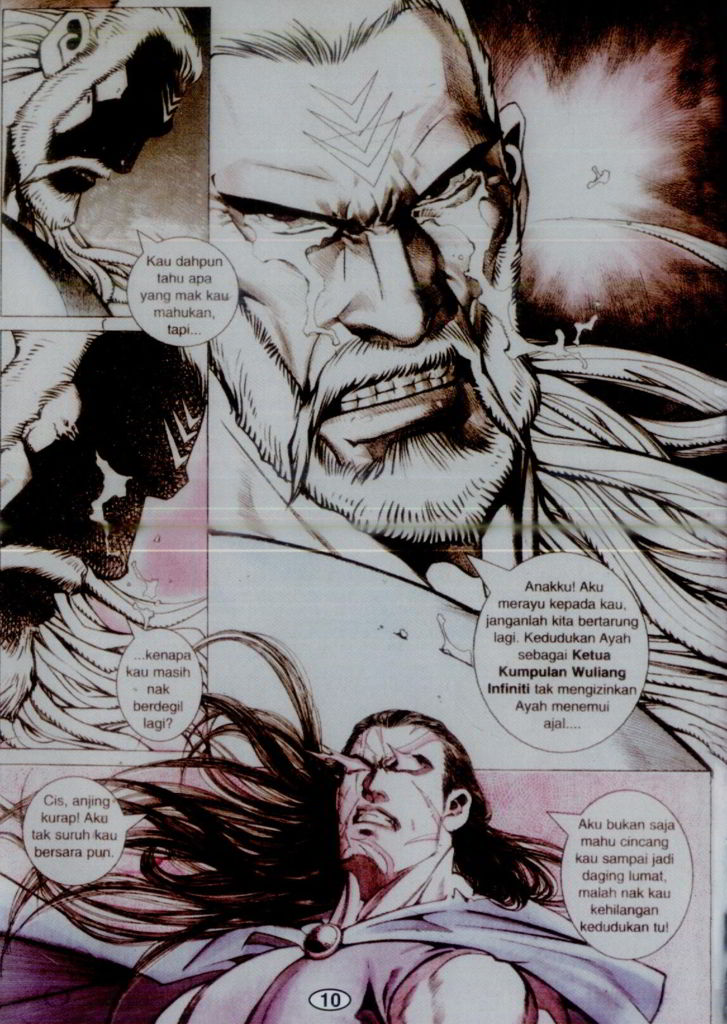 Kau dahpun
tahu apa
yang mak kau
mahukan,
tapi...
...kenapa
kau masih
nak
berdegil
lagi?
Anakku! Aku
merayu kepada kau,
janganlah kita bertarung
lagi. Kedudukan Ayah
sebagai Ketua
Kumpulan Wuliang
Infiniti tak mengizinkan
Ayah menemui
ajal....
Cis, anjing
kurap! Aku
tak suruh kau
bersara pun.
Aku bukan saja
mahu cincang
kau sampai jadi
daging lumat,
malah nak kau
kehilangan
kedudukan tu!
10